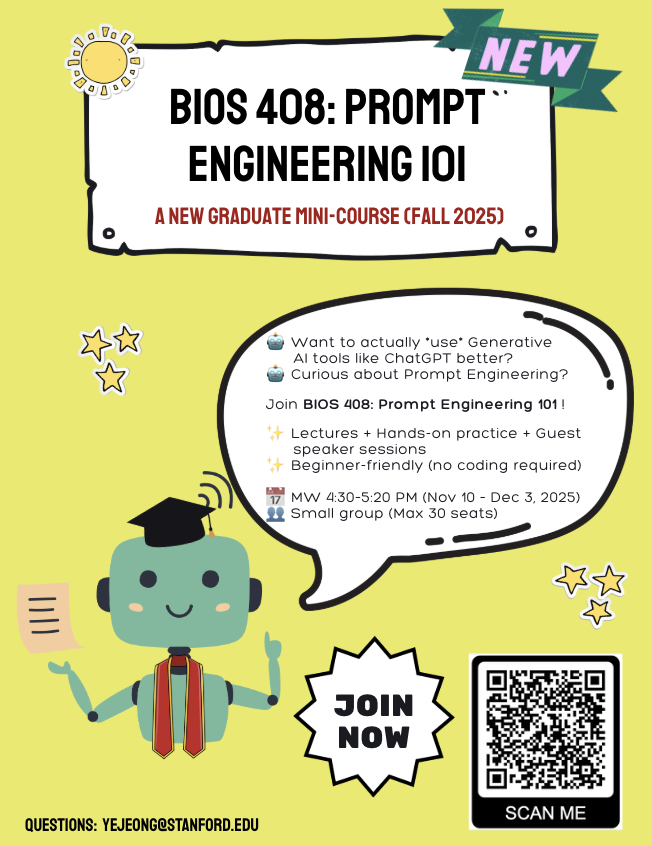 NEW
BIOS 408: PROMPT
ENGINEERING 101
A NEW GRADUATE MINI-COURSE (FALL 2025)
🤖 Want to actually *use* Generative
AI tools like ChatGPT better?
🤖 Curious about Prompt Engineering?
Join BIOS 408: Prompt Engineering 101 !
✨ Lectures + Hands-on practice + Guest
speaker sessions
✨ Beginner-friendly (no coding required)
📅 MW 4:30-5:20 PM (Nov 10 - Dec 3, 2025)
👥 Small group (Max 30 seats)
JOIN
NOW
SCAN ME
QUESTIONS: YEJEONG@STANFORD.EDU